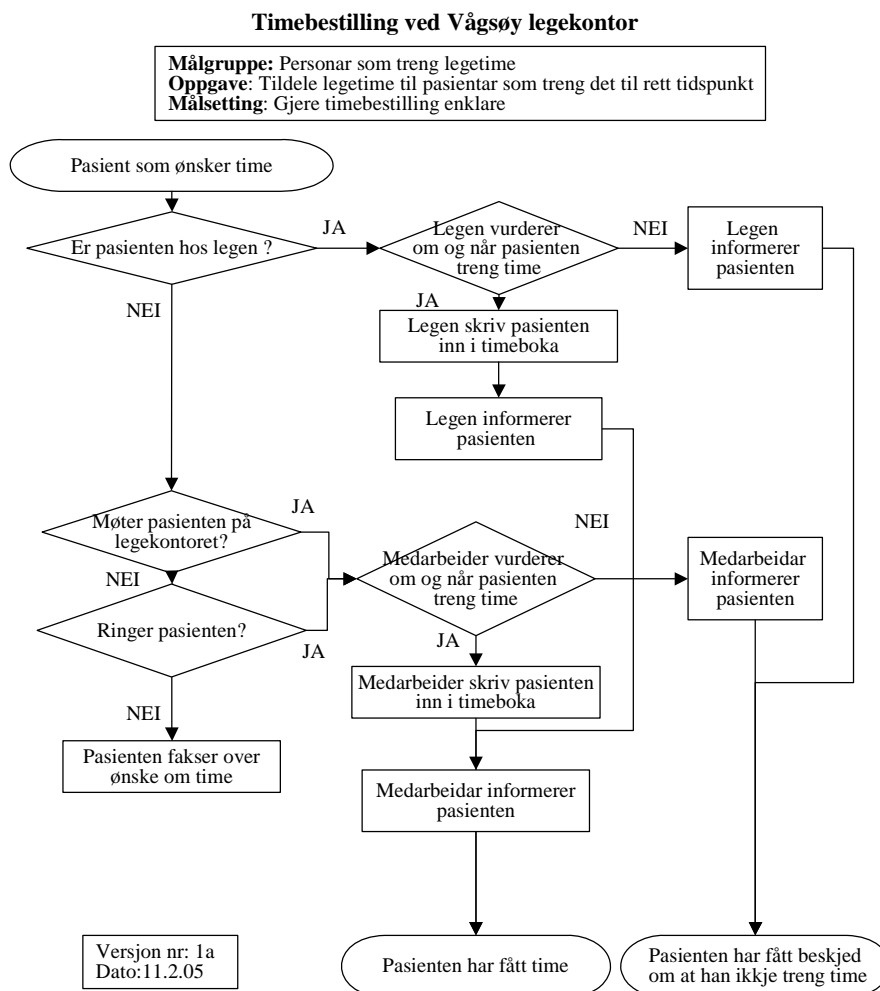 Timebestilling ved Vågsøy legekontor
Målgruppe: Personar som treng legetime
Oppgave: Tildele legetime til pasientar som treng det til rett tidspunkt
Målsetting: Gjere timebestilling enklare
Pasient som ønsker time
Er pasienten hos legen ?
JA
Legen vurderer
om og når pasienten
treng time
NEI
Legen
informerer
pasienten
NEI
JA
Legen skriv pasienten
inn i timeboka
Legen informerer
pasienten
Møter pasienten på
legekontoret?
JA
NEI
Medarbeider vurderer
om og når pasienten
treng time
NEI
Medarbeidar
informerer
pasienten
Ringer pasienten?
JA
JA
Medarbeider skriv pasienten
inn i timeboka
NEI
Pasienten fakser over
ønske om time
Medarbeidar informerer
pasienten
Versjon nr: 1a
Dato:11.2.05
Pasienten har fått time
Pasienten har fått beskjed
om at han ikkje treng time